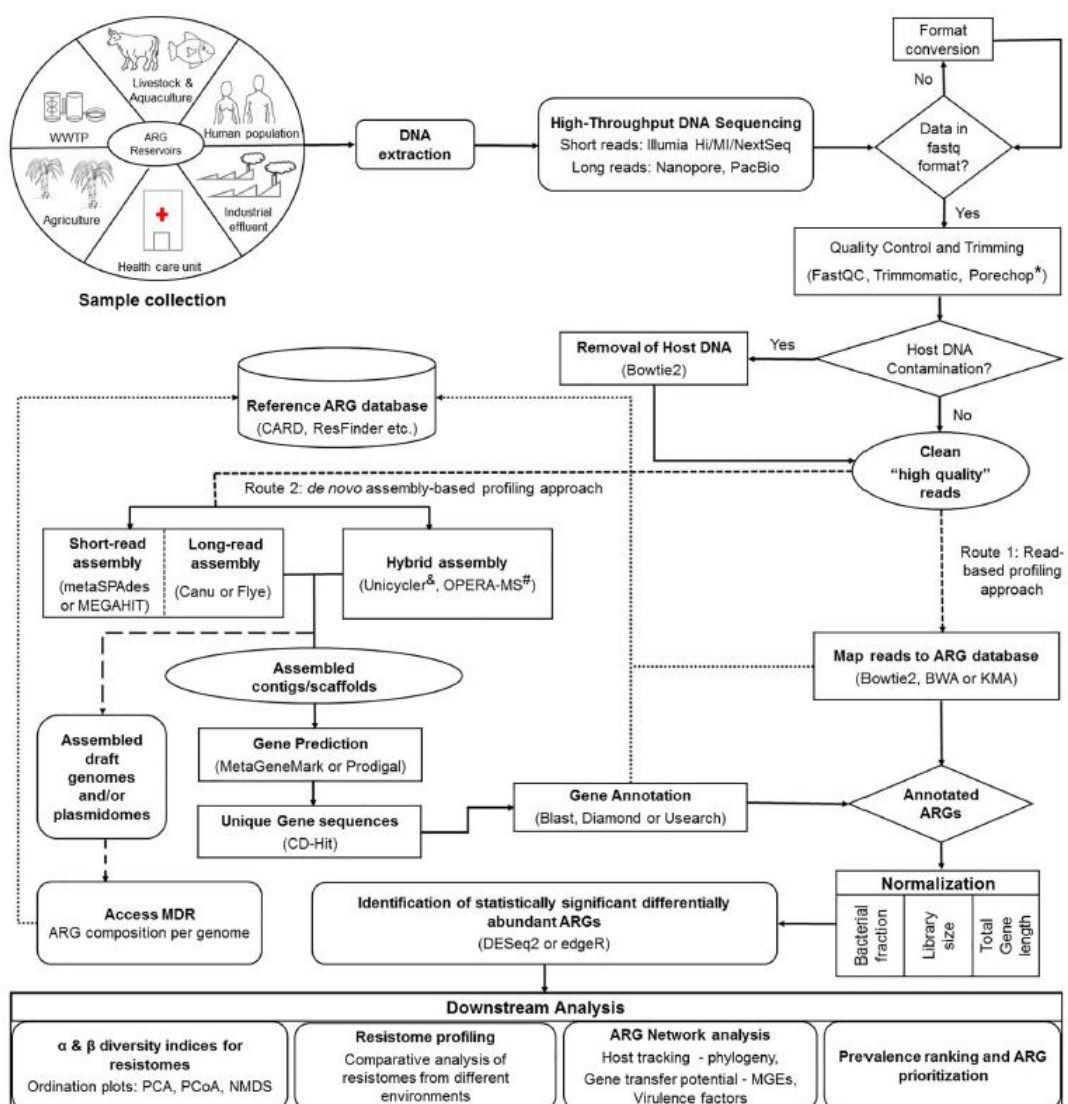 Livestock &
Aquaculture
WWTP
ARG
Reservoirs
Human population
Agriculture
Industrial
effluent
Health care unit
Sample collection
DNA
extraction
High-Throughput DNA Sequencing
Short reads: Illumia Hi/MI/NextSeq
Long reads: Nanopore, PacBio
Format
conversion
No
Data in
fastq
format?
Yes
Quality Control and Trimming
(FastQC, Trimmomatic, Porechop*)
Host DNA
Contamination?
Yes
Removal of Host DNA
(Bowtie2)
No
Clean
“high quality”
reads
Reference ARG database
(CARD, ResFinder etc.)
Route 2: de novo assembly-based profiling approach
Route 1: Read-
based profiling
approach
Short-read
assembly
(metaSPAdes
or MEGAHIT)
Long-read
assembly
(Canu or Flye)
Hybrid assembly
(Unicycler&, OPERA-MS#)
Map reads to ARG database
(Bowtie2, BWA or KMA)
Assembled
contigs/scaffolds
Assembled
draft
genomes
and/or
plasmidomes
Gene Prediction
(MetaGeneMark or Prodigal)
Unique Gene sequences
(CD-Hit)
Gene Annotation
(Blast, Diamond or Usearch)
Annotated
ARGs
Access MDR
ARG composition per genome
Identification of statistically significant differentially
abundant ARGs
(DESeq2 or edgeR)
Normalization
Bacterial
fraction
Library
size
Total
Gene
length
Downstream Analysis
α & β diversity indices for
resistomes
Ordination plots: PCA, PCoA, NMDS
Resistome profiling
Comparative analysis of
resistomes from different
environments
ARG Network analysis
Host tracking - phylogeny,
Gene transfer potential - MGEs,
Virulence factors
Prevalence ranking and ARG
prioritization